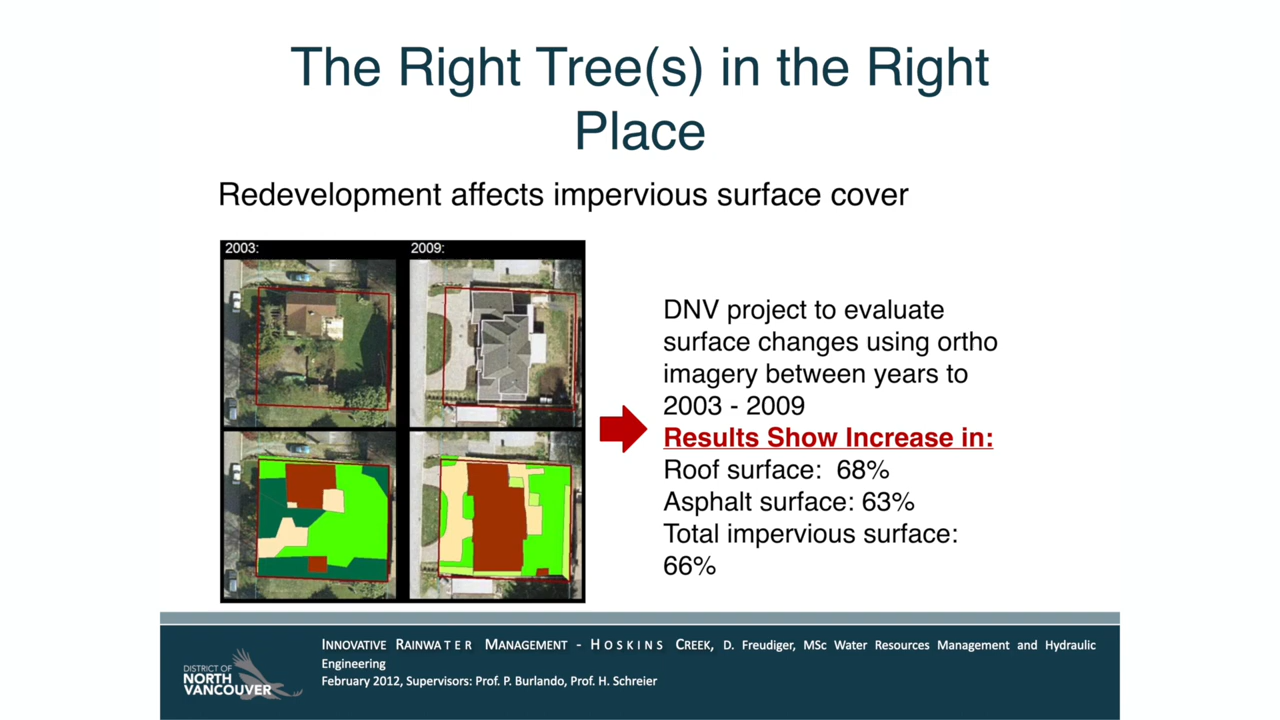 The Right Tree(s) in the Right
Place
Redevelopment affects impervious surface cover
2003:
2009:
DNV project to evaluate
surface changes using ortho
imagery between years to
2003 - 2009
Results Show Increase in:
Roof surface:  68%
Asphalt surface: 63%
Total impervious surface:
66%
DISTRICT OF
NORTH
VANCOUVER
INNOVATIVE RAINWATER MANAGEMENT - HOSKINS CREEK, D. Freudiger, MSc Water Resources Management and Hydraulic
Engineering
February 2012, Supervisors: Prof. P. Burlando, Prof. H. Schreier